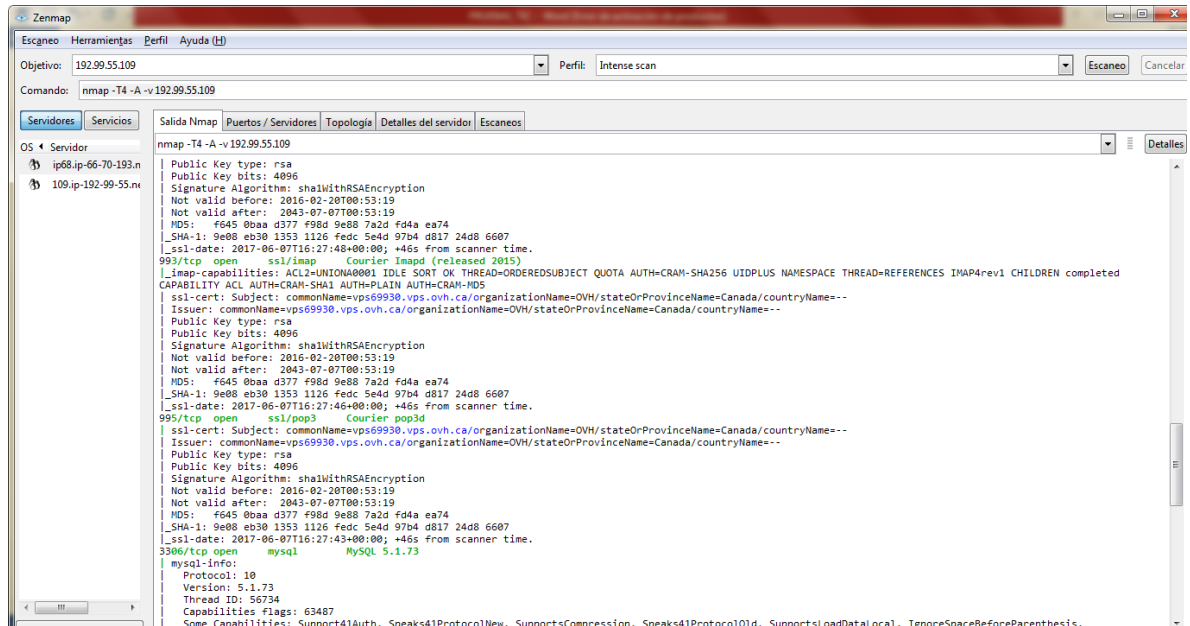 Zenmap
Escaneo Herramientas Perfil Ayuda (H)
Objetivo: 192.99.55.109 Perfil: Intense scan Escaneo Cancelar
Comando: nmap -T4 -A -v 192.99.55.109
Servidores Servicios Salida Nmap Puertos / Servidores Topología Detalles del servidor Escaneos
OS Servidor
nmap -T4 -A -v 192.99.55.109 Detalles
ip68.ip-66-70-193.n
109.ip-192-99-55.ne
| Public Key type: rsa
| Public Key bits: 4096
| Signature Algorithm: sha1WithRSAEncryption
| Not valid before: 2016-02-20T00:53:19
| Not valid after:  2043-07-07T00:53:19
| MD5:   f645 0baa d377 f98d 9e88 7a2d fd4a ea74
|_SHA-1: 9e08 eb30 1353 1126 fedc 5e4d 97b4 d817 24d8 6607
|_ssl-date: 2017-06-07T16:27:48+00:00; +46s from scanner time.
993/tcp open ssl/imap Courier Imapd (released 2015)
|_imap-capabilities: ACL2=UNIONA0001 IDLE SORT OK THREAD=ORDEREDSUBJECT QUOTA AUTH=CRAM-SHA256 UIDPLUS NAMESPACE THREAD=REFERENCES IMAP4rev1 CHILDREN completed
CAPABILITY ACL AUTH=CRAM-SHA1 AUTH=PLAIN AUTH=CRAM-MD5
| ssl-cert: Subject: commonName=vps69930.vps.ovh.ca/organizationName=OVH/stateOrProvinceName=Canada/countryName=--
| Issuer: commonName=vps69930.vps.ovh.ca/organizationName=OVH/stateOrProvinceName=Canada/countryName=--
| Public Key type: rsa
| Public Key bits: 4096
| Signature Algorithm: sha1WithRSAEncryption
| Not valid before: 2016-02-20T00:53:19
| Not valid after:  2043-07-07T00:53:19
| MD5:   f645 0baa d377 f98d 9e88 7a2d fd4a ea74
|_SHA-1: 9e08 eb30 1353 1126 fedc 5e4d 97b4 d817 24d8 6607
|_ssl-date: 2017-06-07T16:27:46+00:00; +46s from scanner time.
995/tcp open ssl/pop3 Courier pop3d
| ssl-cert: Subject: commonName=vps69930.vps.ovh.ca/organizationName=OVH/stateOrProvinceName=Canada/countryName=--
| Issuer: commonName=vps69930.vps.ovh.ca/organizationName=OVH/stateOrProvinceName=Canada/countryName=--
| Public Key type: rsa
| Public Key bits: 4096
| Signature Algorithm: sha1WithRSAEncryption
| Not valid before: 2016-02-20T00:53:19
| Not valid after:  2043-07-07T00:53:19
| MD5:   f645 0baa d377 f98d 9e88 7a2d fd4a ea74
|_SHA-1: 9e08 eb30 1353 1126 fedc 5e4d 97b4 d817 24d8 6607
|_ssl-date: 2017-06-07T16:27:43+00:00; +46s from scanner time.
3306/tcp open mysql MySQL 5.1.73
| mysql-info:
|   Protocol: 10
|   Version: 5.1.73
|   Thread ID: 56734
|   Capabilities flags: 63487
|   Some Capabilities: Support41Auth, Speaks41ProtocolNew, SupportsCompression, Speaks41ProtocolOld, SupportsLoadDataLocal, IgnoreSpaceBeforeParenthesis,